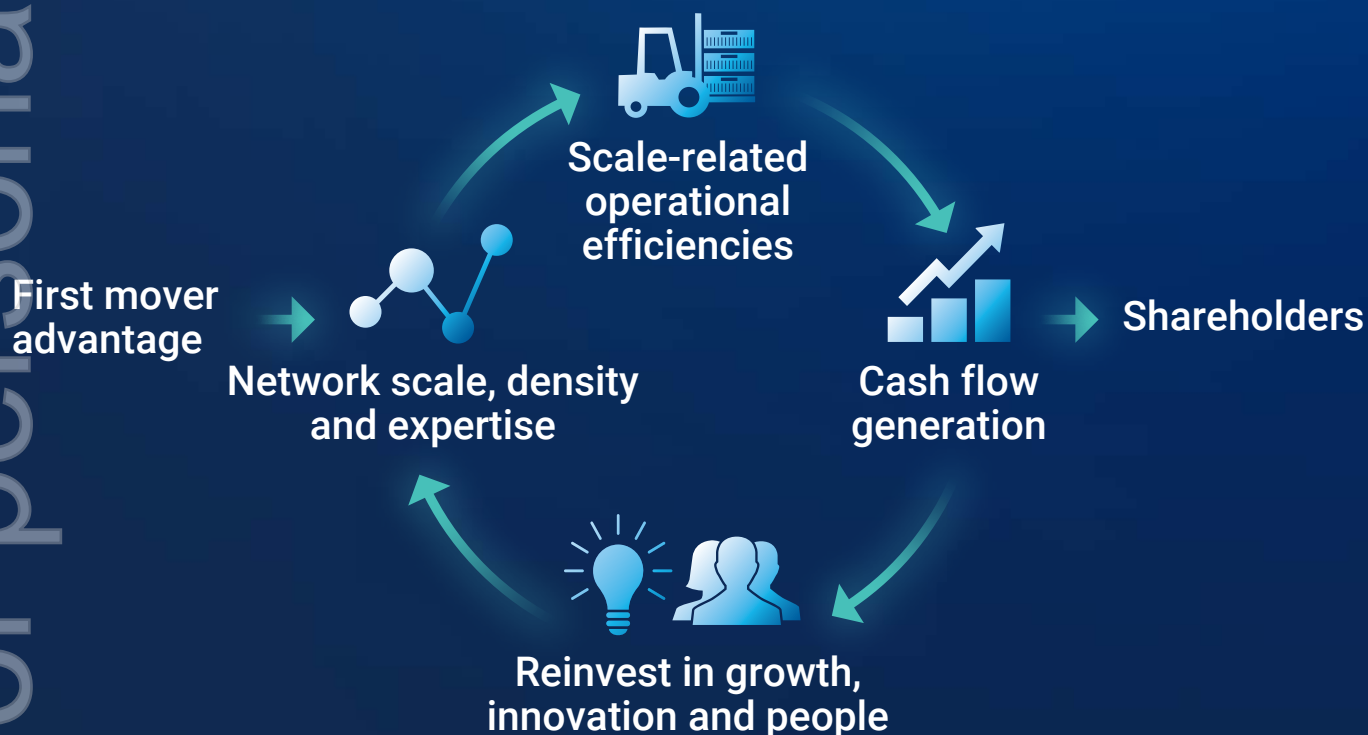 Scale-related
operational
efficiencies
First mover
advantage
Network scale, density
and expertise
Cash flow
generation
Shareholders
Reinvest in growth,
innovation and people